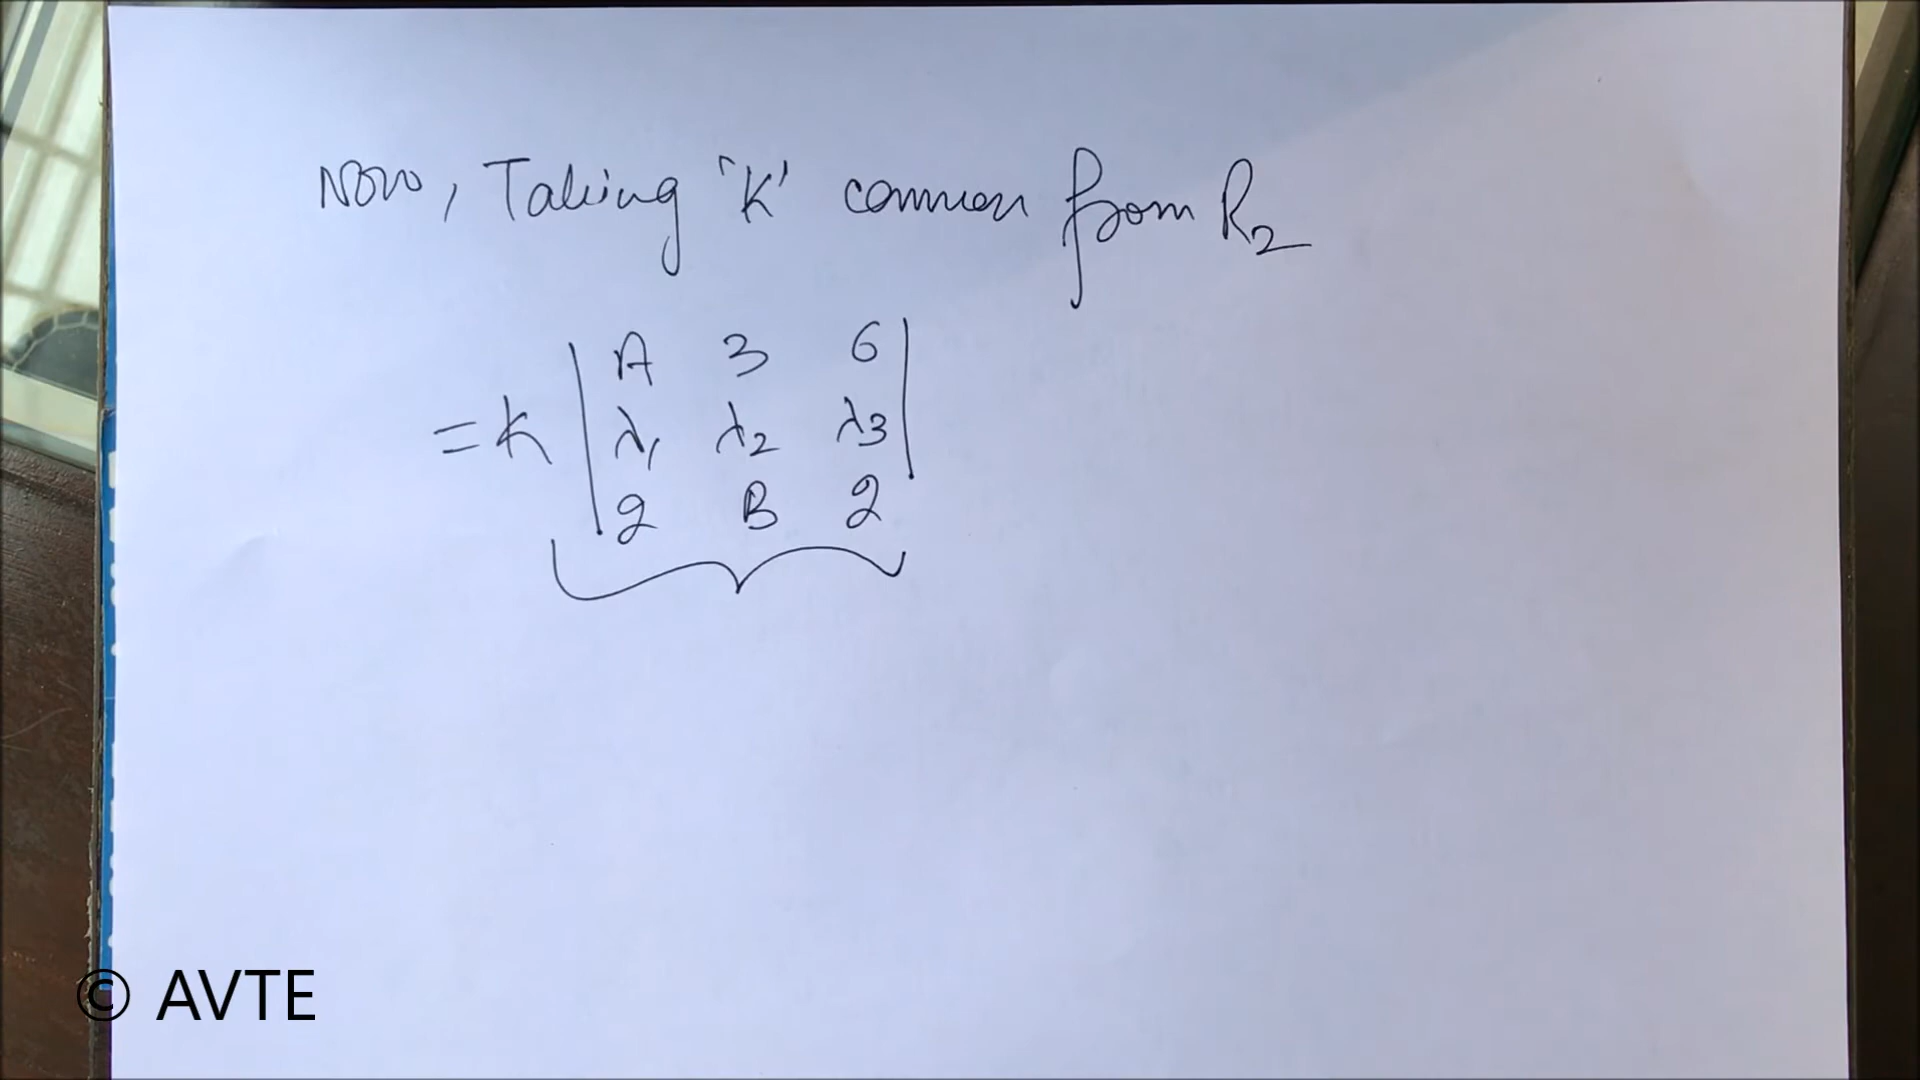 Now, Taking 'K' common from R₂
A 3 6
= K λ₁ λ₂ λ₃
2 B 2
© AVTE